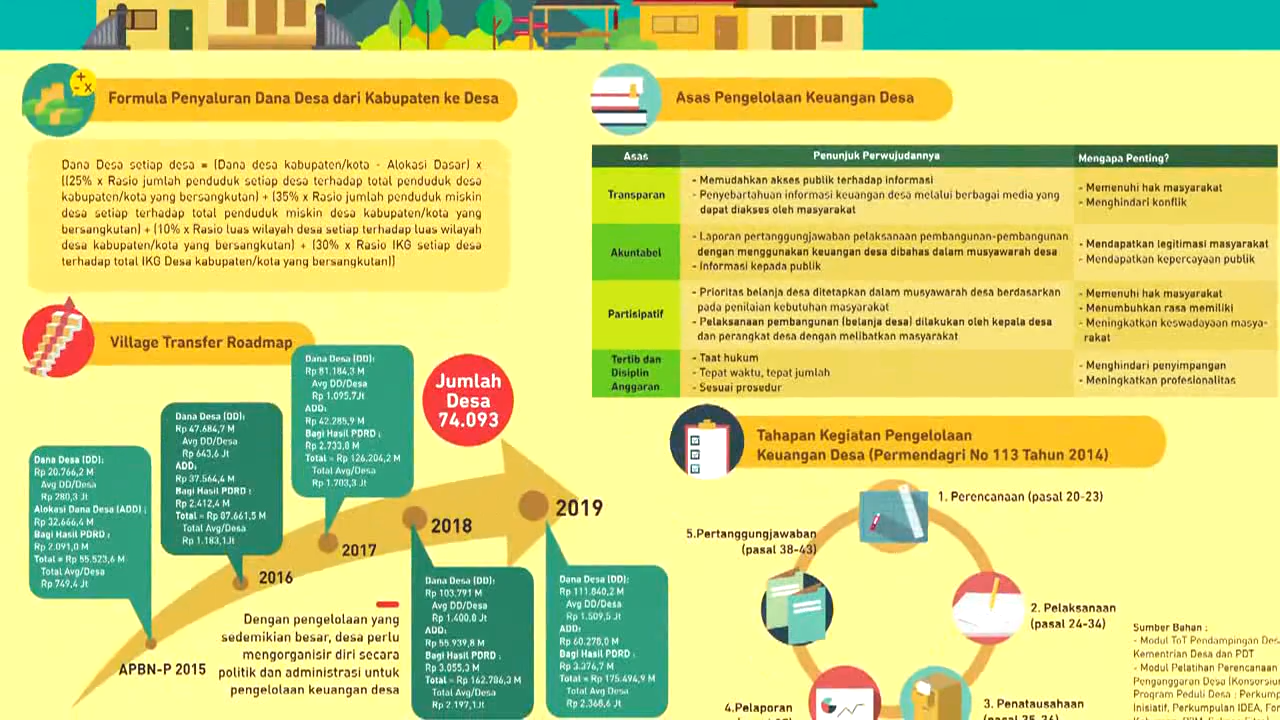 Formula Penyaluran Dana Desa dari Kabupaten ke Desa
Dana Desa setiap desa = (Dana desa kabupaten/kota - Alokasi Dasar) x
[(25% x Rasio jumlah penduduk setiap desa terhadap total penduduk desa
kabupaten/kota yang bersangkutan) + (35% x Rasio jumlah penduduk miskin
desa setiap terhadap total penduduk miskin desa kabupaten/kota yang
bersangkutan) + (10% x Rasio luas wilayah desa setiap terhadap luas wilayah
desa kabupaten/kota yang bersangkutan) + (30% x Rasio IKG setiap desa
terhadap total IKG Desa kabupaten/kota yang bersangkutan)]
Village Transfer Roadmap
Dana Desa (DD):
Rp 20.766,2 M
Avg DD/Desa
Rp 280,3 Jt
Alokasi Dana Desa (ADD) :
Rp 32.666,4 M
Bagi Hasil PDRD :
Rp 2.091,0 M
Total = Rp 55.523,6 M
Total Avg/Desa
Rp 749,4 Jt
APBN-P 2015
Dana Desa (DD):
Rp 47.684,7 M
Avg DD/Desa
Rp 643,6 Jt
ADD:
Rp 37.564,4 M
Bagi Hasil PDRD :
Rp 2.412,4 M
Total = Rp 87.661,5 M
Total Avg/Desa
Rp 1.183,1Jt
2016
Dana Desa (DD):
Rp 81.184,3 M
Avg DD/Desa
Rp 1.095,7Jt
ADD:
Rp 42.285,9 M
Bagi Hasil PDRD :
Rp 2.733,8 M
Total = Rp 126.204,2 M
Total Avg/Desa
Rp 1.703,3 Jt
2017
Jumlah
Desa
74.093
2018
Dana Desa (DD):
Rp 103.791 M
Avg DD/Desa
Rp 1.400,8 Jt
ADD:
Rp 55.939,8 M
Bagi Hasil PDRD :
Rp 3.055,3 M
Total = Rp 162.786,3 M
Total Avg/Desa
Rp 2.197,1Jt
2019
Dana Desa (DD):
Rp 111.840,2 M
Avg DD/Desa
Rp 1.509,5 Jt
ADD:
Rp 60.278,0 M
Bagi Hasil PDRD :
Rp 3.376,7 M
Total = Rp 175.494,9 M
Total Avg Desa
Rp 2.368,6 Jt
Dengan pengelolaan yang
sedemikian besar, desa perlu
mengorganisir diri secara
politik dan administrasi untuk
pengelolaan keuangan desa
Asas Pengelolaan Keuangan Desa
Asas Penunjuk Perwujudannya Mengapa Penting?
Transparan
- Memudahkan akses publik terhadap informasi
- Penyebartahuan informasi keuangan desa melalui berbagai media yang
dapat diakses oleh masyarakat
- Memenuhi hak masyarakat
- Menghindari konflik
Akuntabel
- Laporan pertanggungjawaban pelaksanaan pembangunan-pembangunan
dengan menggunakan keuangan desa dibahas dalam musyawarah desa
- Informasi kepada publik
- Mendapatkan legitimasi masyarakat
- Mendapatkan kepercayaan publik
Partisipatif
- Prioritas belanja desa ditetapkan dalam musyawarah desa berdasarkan
pada penilaian kebutuhan masyarakat
- Pelaksanaan pembangunan (belanja desa) dilakukan oleh kepala desa
dan perangkat desa dengan melibatkan masyarakat
- Memenuhi hak masyarakat
- Menumbuhkan rasa memiliki
- Meningkatkan keswadayaan masya-
rakat
Tertib dan
Disiplin
Anggaran
- Taat hukum
- Tepat waktu, tepat jumlah
- Sesuai prosedur
- Menghindari penyimpangan
- Meningkatkan profesionalitas
Tahapan Kegiatan Pengelolaan
Keuangan Desa (Permendagri No 113 Tahun 2014)
1. Perencanaan (pasal 20-23)
2. Pelaksanaan
(pasal 24-34)
3. Penatausahaan
4.Pelaporan
5.Pertanggungjawaban
(pasal 38-43)
Sumber Bahan :
- Modul ToT Pendampingan Des
Kementrian Desa dan PDT
- Modul Pelatihan Perencanaan
Penganggaran Desa (Konsorsiu
Program Peduli Desa : Perkump
Inisiatif, Perkumpulan IDEA, For